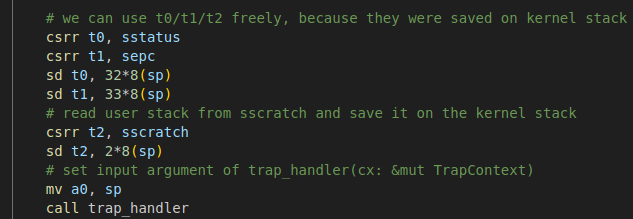 # we can use t0/t1/t2 freely, because they were saved on kernel stack
csrr t0, sstatus
csrr t1, sepc
sd t0, 32*8(sp)
sd t1, 33*8(sp)
# read user stack from sscratch and save it on the kernel stack
csrr t2, sscratch
sd t2, 2*8(sp)
# set input argument of trap_handler(cx: &mut TrapContext)
mv a0, sp
call trap_handler